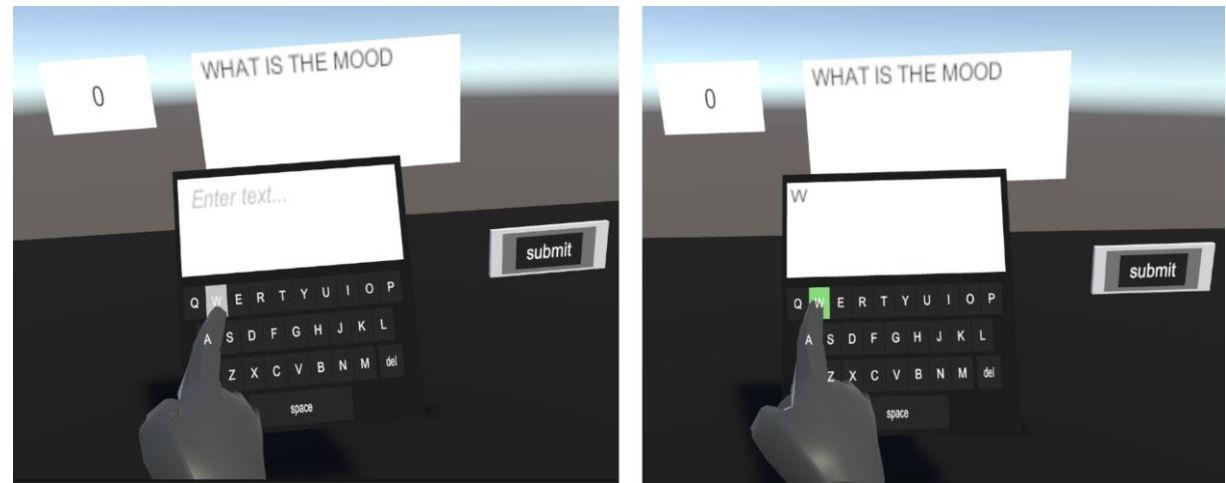 0
WHAT IS THE MOOD
Enter text...
submit
Q W E R T Y U I O P
A S D F G H J K L
Z X C V B N M del
space
0
WHAT IS THE MOOD
W
submit
Q W E R T Y U I O P
A S D F G H J K L
Z X C V B N M del
space